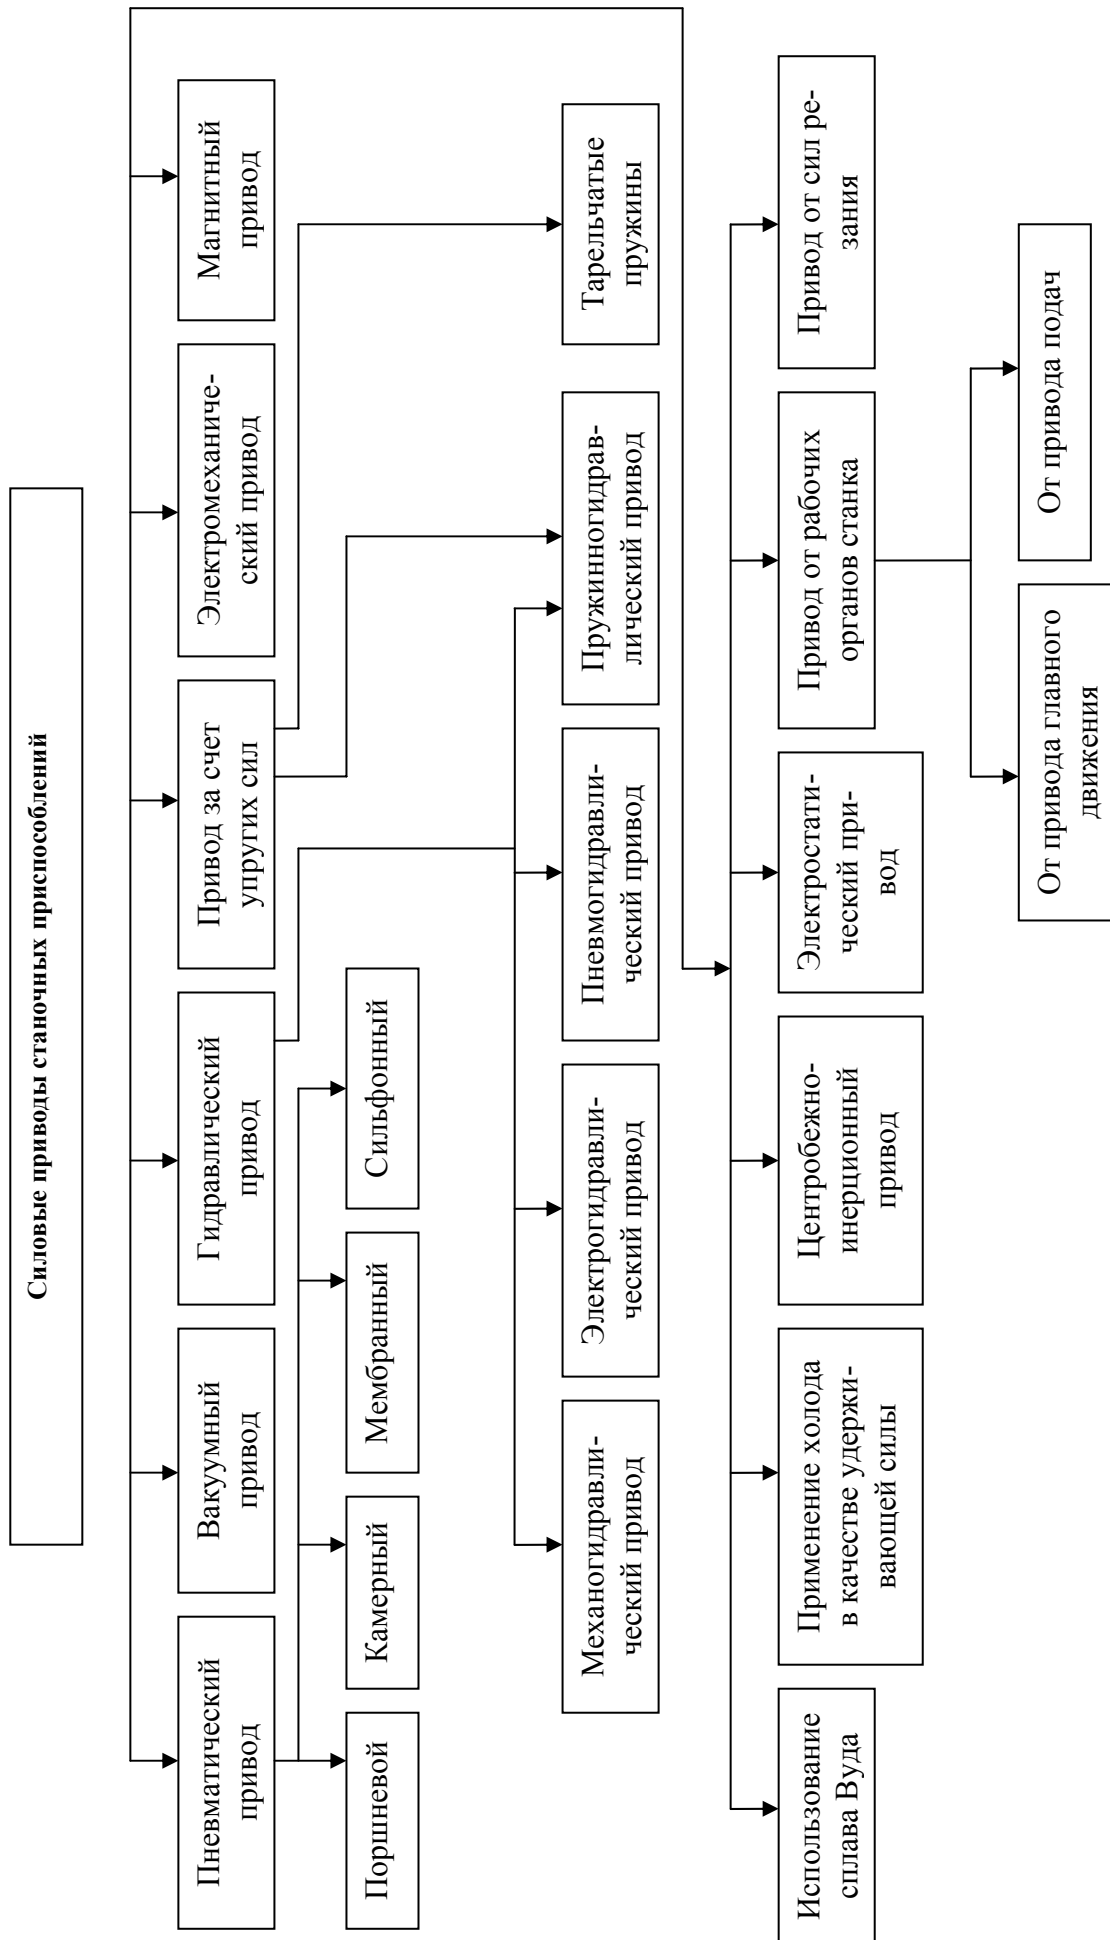 Силовые приводы станочных приспособлений
Пневматический
привод
Вакуумный
привод
Гидравлический
привод
Привод за счет
упругих сил
Электромеханиче-
ский привод
Магнитный
привод
Поршневой
Камерный
Мембранный
Сильфонный
Механогидравли-
ческий привод
Электрогидравли-
ческий привод
Пневмогидравли-
ческий привод
Пружинногидрав-
лический привод
Тарельчатые
пружины
Использование
сплава Вуда
Применение холода
в качестве удержи-
вающей силы
Центробежно-
инерционный
привод
Электростати-
ческий при-
вод
Привод от рабочих
органов станка
Привод от сил ре-
зания
От привода главного
движения
От привода подач